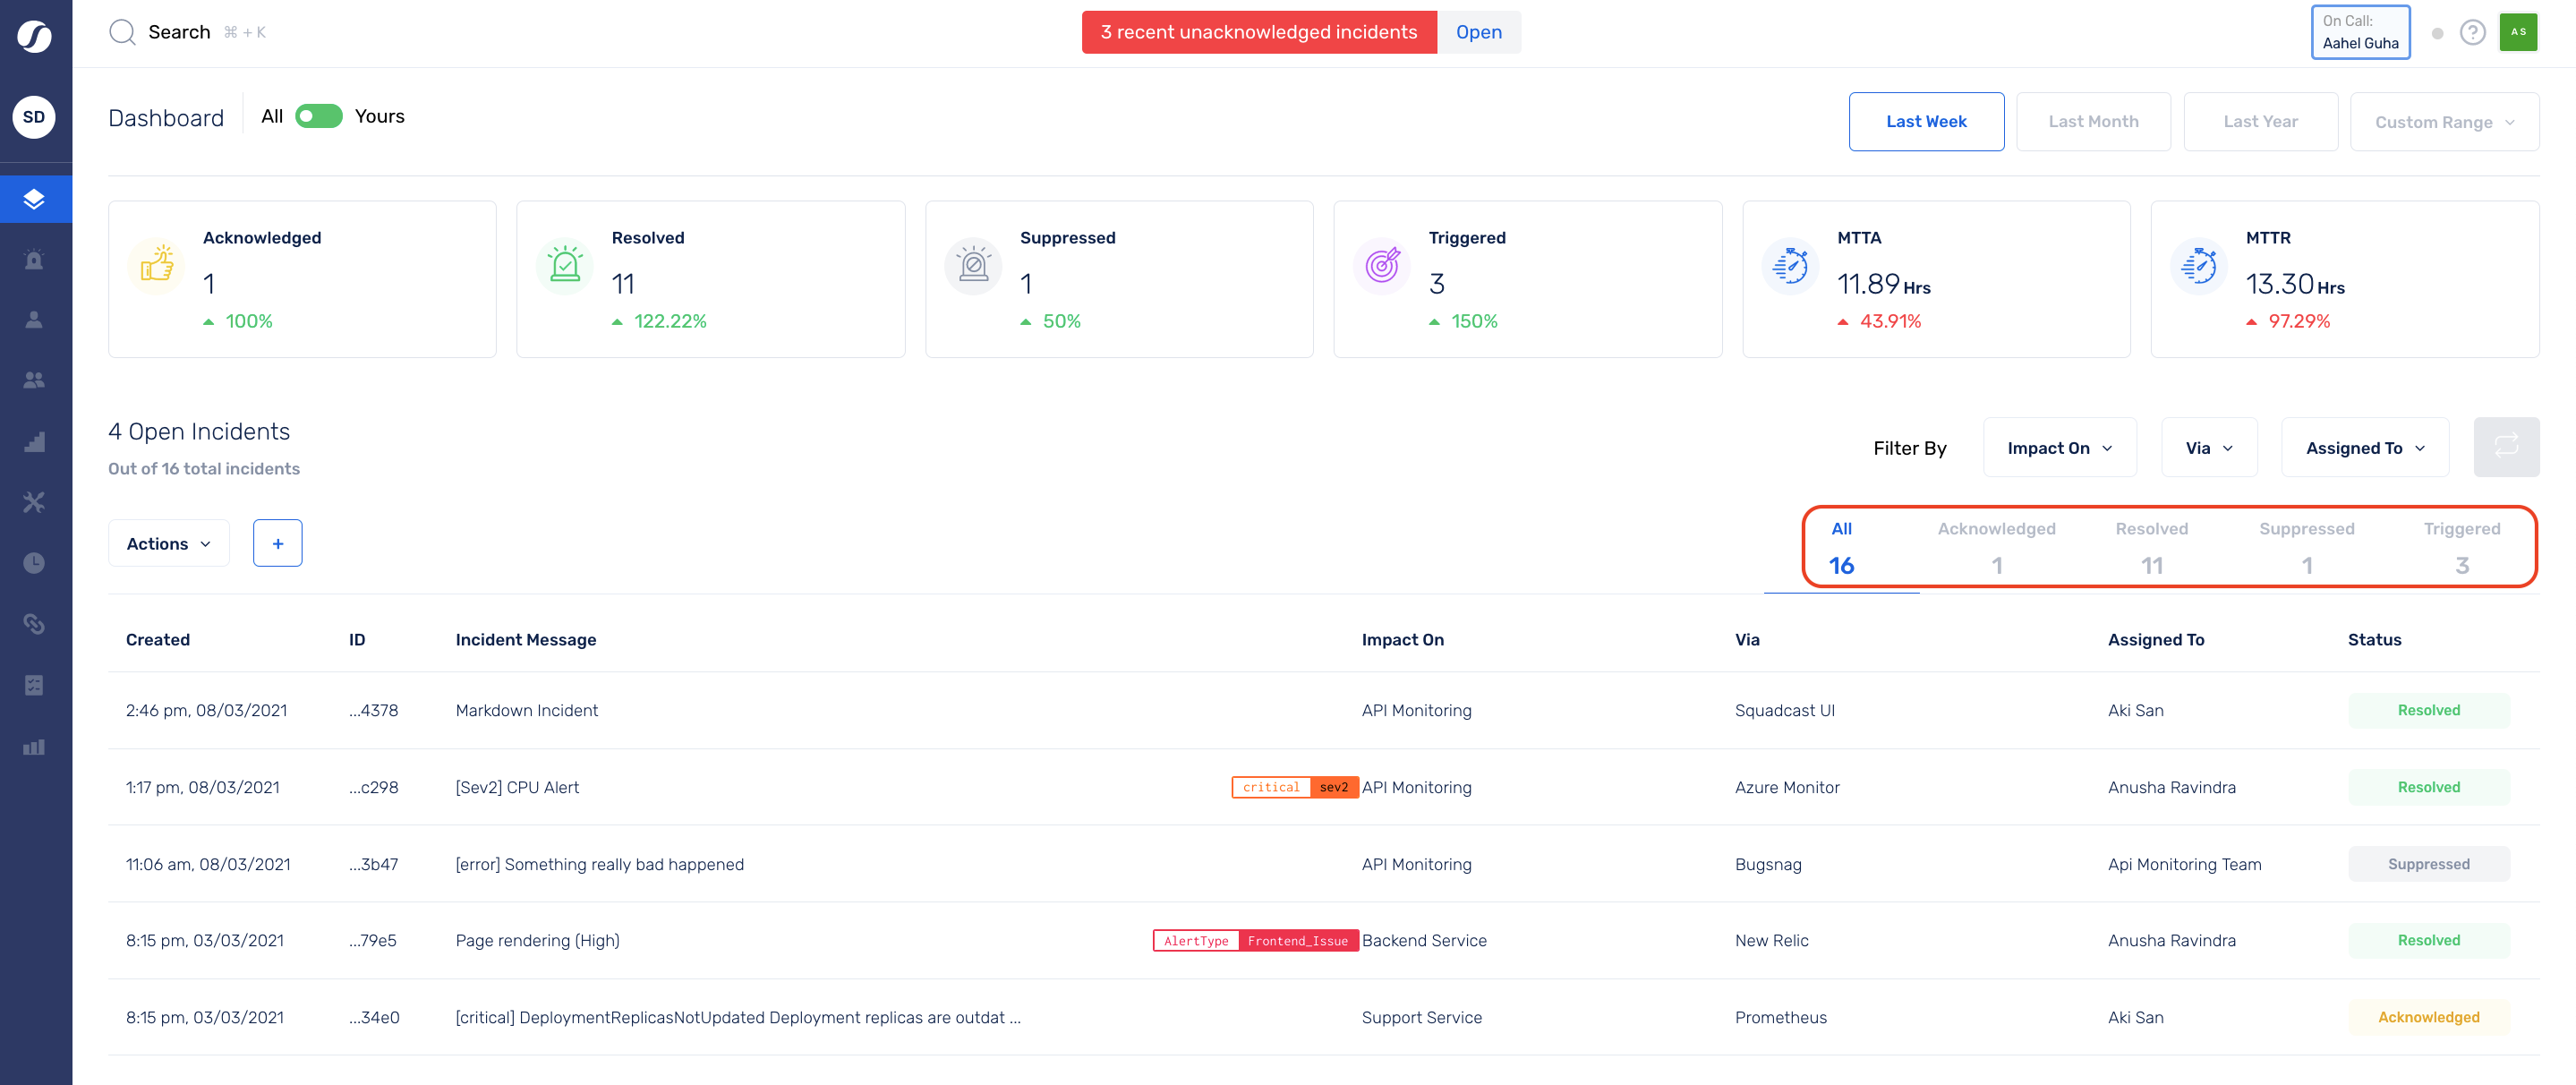 Search ⌘ + K
3 recent unacknowledged incidents Open
On Call:
Aahel Guha
AS
SD
Dashboard All Yours
Last Week Last Month Last Year Custom Range
Acknowledged
1
100%
Resolved
11
122.22%
Suppressed
1
50%
Triggered
3
150%
MTTA
11.89 Hrs
43.91%
MTTR
13.30 Hrs
97.29%
4 Open Incidents
Out of 16 total incidents
Filter By Impact On Via Assigned To
Actions +
All Acknowledged Resolved Suppressed Triggered
16 1 11 1 3
Created ID Incident Message Impact On Via Assigned To Status
2:46 pm, 08/03/2021 ...4378 Markdown Incident API Monitoring Squadcast UI Aki San Resolved
1:17 pm, 08/03/2021 ...c298 [Sev2] CPU Alert critical sev2 API Monitoring Azure Monitor Anusha Ravindra Resolved
11:06 am, 08/03/2021 ...3b47 [error] Something really bad happened API Monitoring Bugsnag Api Monitoring Team Suppressed
8:15 pm, 03/03/2021 ...79e5 Page rendering (High) AlertType Frontend_Issue Backend Service New Relic Anusha Ravindra Resolved
8:15 pm, 03/03/2021 ...34e0 [critical] DeploymentReplicasNotUpdated Deployment replicas are outdat ... Support Service Prometheus Aki San Acknowledged